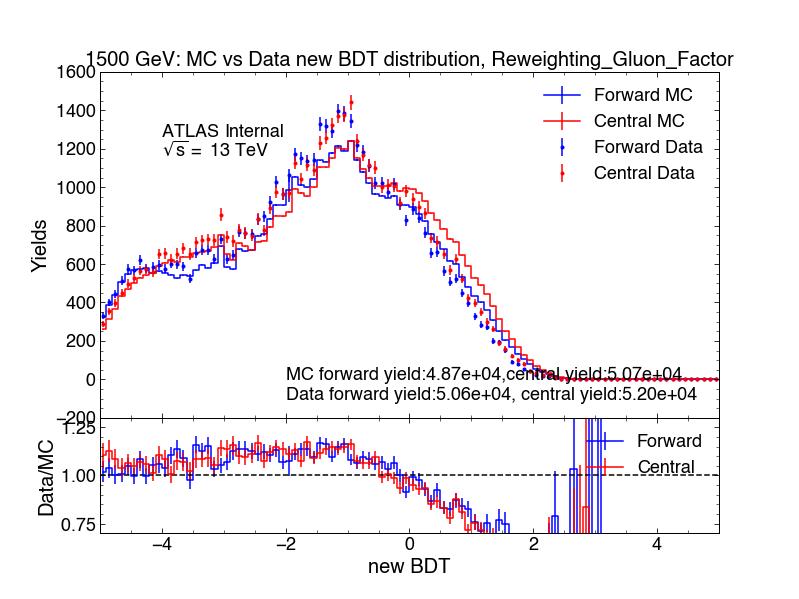 1500 GeV: MC vs Data new BDT distribution, Reweighting_Gluon_Factor
1600
1400
1200
1000
800
600
400
200
0
−200
Yields
ATLAS Internal
√s = 13 TeV
Forward MC
Central MC
Forward Data
Central Data
MC forward yield:4.87e+04,central yield:5.07e+04
Data forward yield:5.06e+04, central yield:5.20e+04
1.25
1.00
0.75
Data/MC
Forward
Central
−4 −2 0 2 4
new BDT